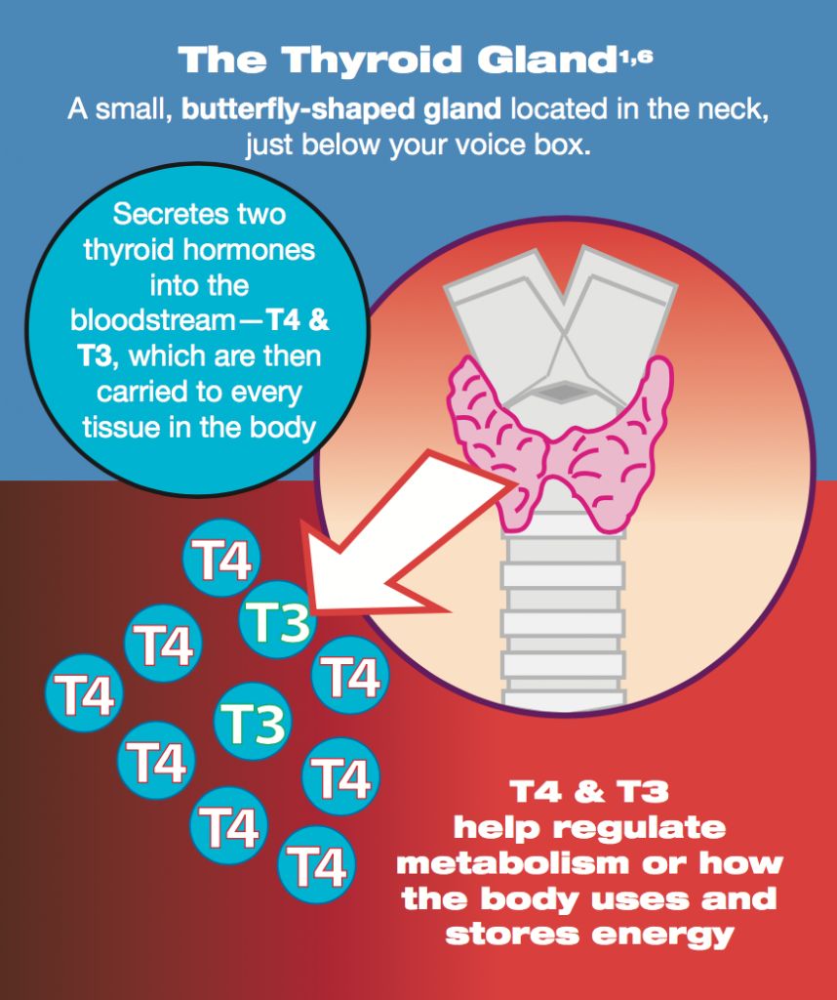 The Thyroid Gland¹,⁶
A small, butterfly-shaped gland located in the neck,
just below your voice box.
Secretes two
thyroid hormones
into the
bloodstream—T4 &
T3, which are then
carried to every
tissue in the body
T4
T3
T4
T4
T4
T3
T4
T4
T4
T4
T4 & T3
help regulate
metabolism or how
the body uses and
stores energy